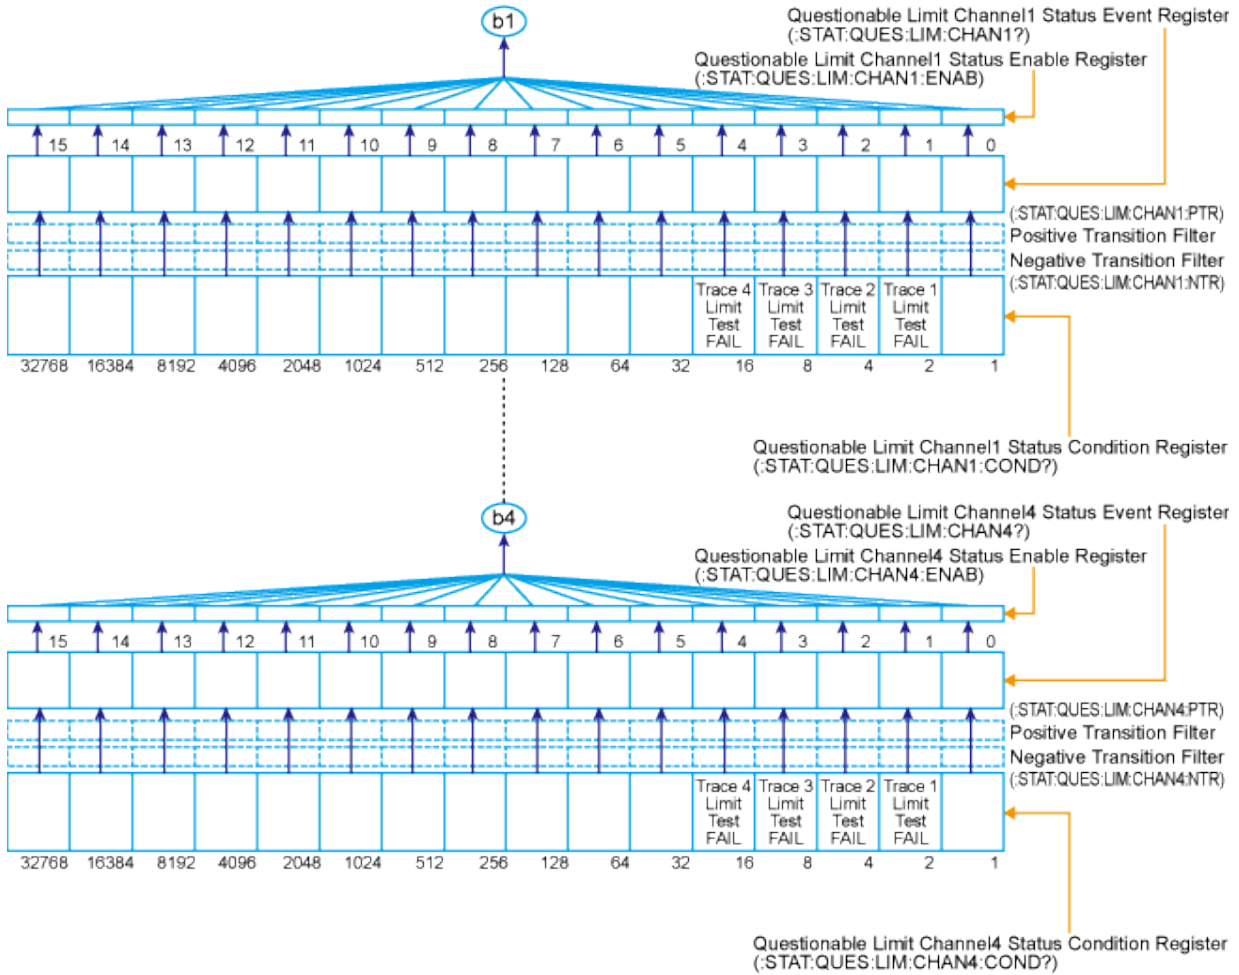 b1
Questionable Limit Channel1 Status Event Register
(:STAT:QUES:LIM:CHAN1?)
Questionable Limit Channel1 Status Enable Register
(:STAT:QUES:LIM:CHAN1:ENAB)
15 14 13 12 11 10 9 8 7 6 5 4 3 2 1 0
(:STAT:QUES:LIM:CHAN1:PTR)
Positive Transition Filter
Negative Transition Filter
(:STAT:QUES:LIM:CHAN1:NTR)
Trace 4 Trace 3 Trace 2 Trace 1
Limit Limit Limit Limit
Test Test Test Test
FAIL FAIL FAIL FAIL
32768 16384 8192 4096 2048 1024 512 256 128 64 32 16 8 4 2 1
Questionable Limit Channel1 Status Condition Register
(:STAT:QUES:LIM:CHAN1:COND?)
b4
Questionable Limit Channel4 Status Event Register
(:STAT:QUES:LIM:CHAN4?)
Questionable Limit Channel4 Status Enable Register
(:STAT:QUES:LIM:CHAN4:ENAB)
15 14 13 12 11 10 9 8 7 6 5 4 3 2 1 0
(:STAT:QUES:LIM:CHAN4:PTR)
Positive Transition Filter
Negative Transition Filter
(:STAT:QUES:LIM:CHAN4:NTR)
Trace 4 Trace 3 Trace 2 Trace 1
Limit Limit Limit Limit
Test Test Test Test
FAIL FAIL FAIL FAIL
32768 16384 8192 4096 2048 1024 512 256 128 64 32 16 8 4 2 1
Questionable Limit Channel4 Status Condition Register
(:STAT:QUES:LIM:CHAN4:COND?)